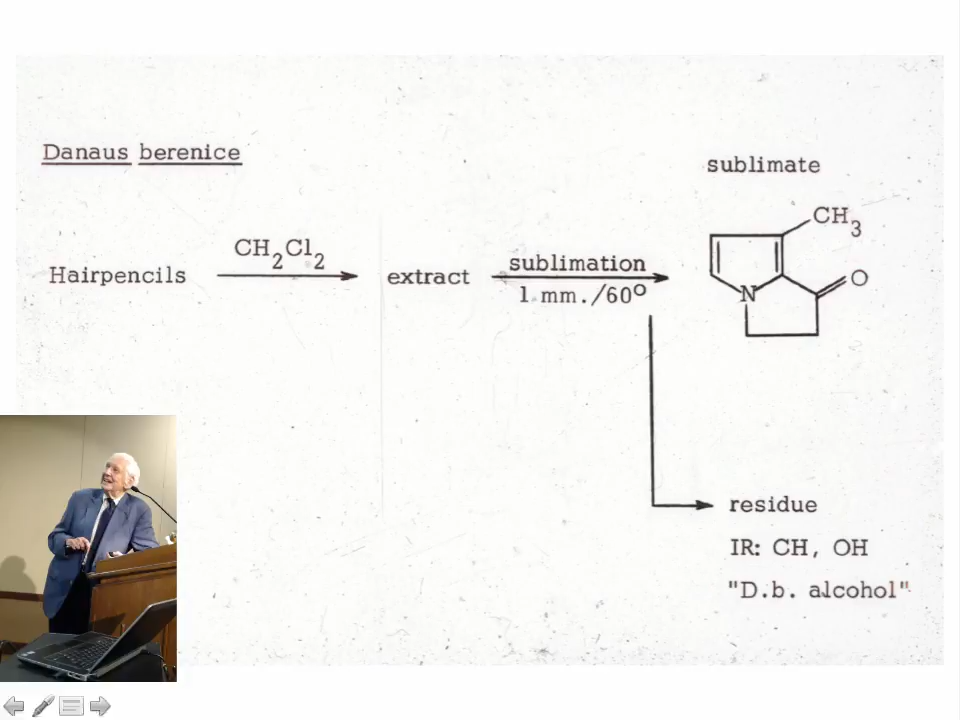 Danaus berenice
sublimate
CH3
CH2Cl2
Hairpencils
extract
sublimation
1 mm./60°
O
N
residue
IR: CH, OH
"D.b. alcohol"